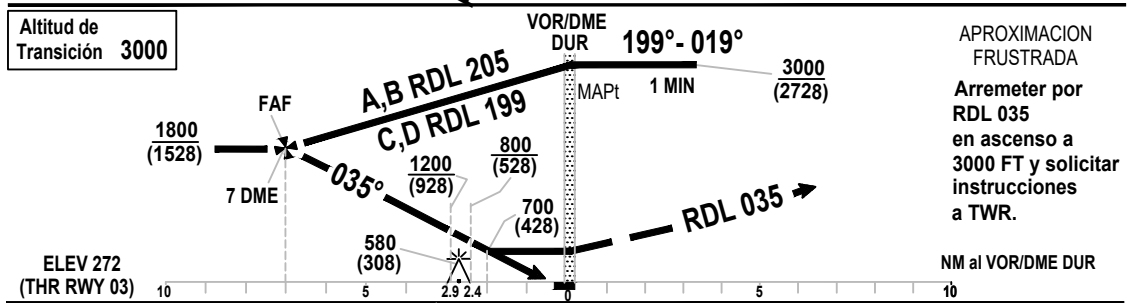 Altitud de
Transición 3000
VOR/DME
DUR
199°- 019°
3000
(2728)
1 MIN
MAPt
A,B RDL 205
C,D RDL 199
FAF
1800
(1528)
7 DME
035°
1200
(928)
800
(528)
700
(428)
580
(308)
RDL 035
APROXIMACION
FRUSTRADA
Arremeter por
RDL 035
en ascenso a
3000 FT y solicitar
instrucciones
a TWR.
ELEV 272
(THR RWY 03)
NM al VOR/DME DUR
10 5 2.9 2.4 0 5 10